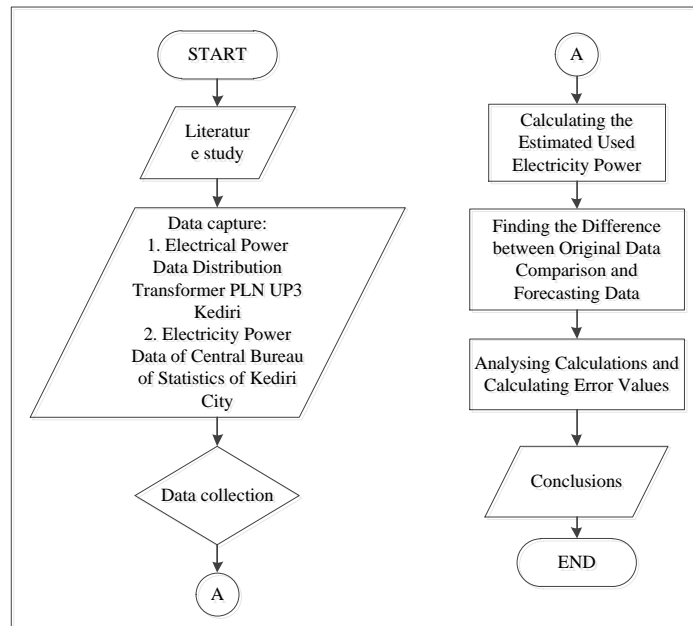 START
Literatur
e study
Data capture:
1. Electrical Power
Data Distribution
Transformer PLN UP3
Kediri
2. Electricity Power
Data of Central Bureau
of Statistics of Kediri
City
Data collection
A
A
Calculating the
Estimated Used
Electricity Power
Finding the Difference
between Original Data
Comparison and
Forecasting Data
Analysing Calculations and
Calculating Error Values
Conclusions
END